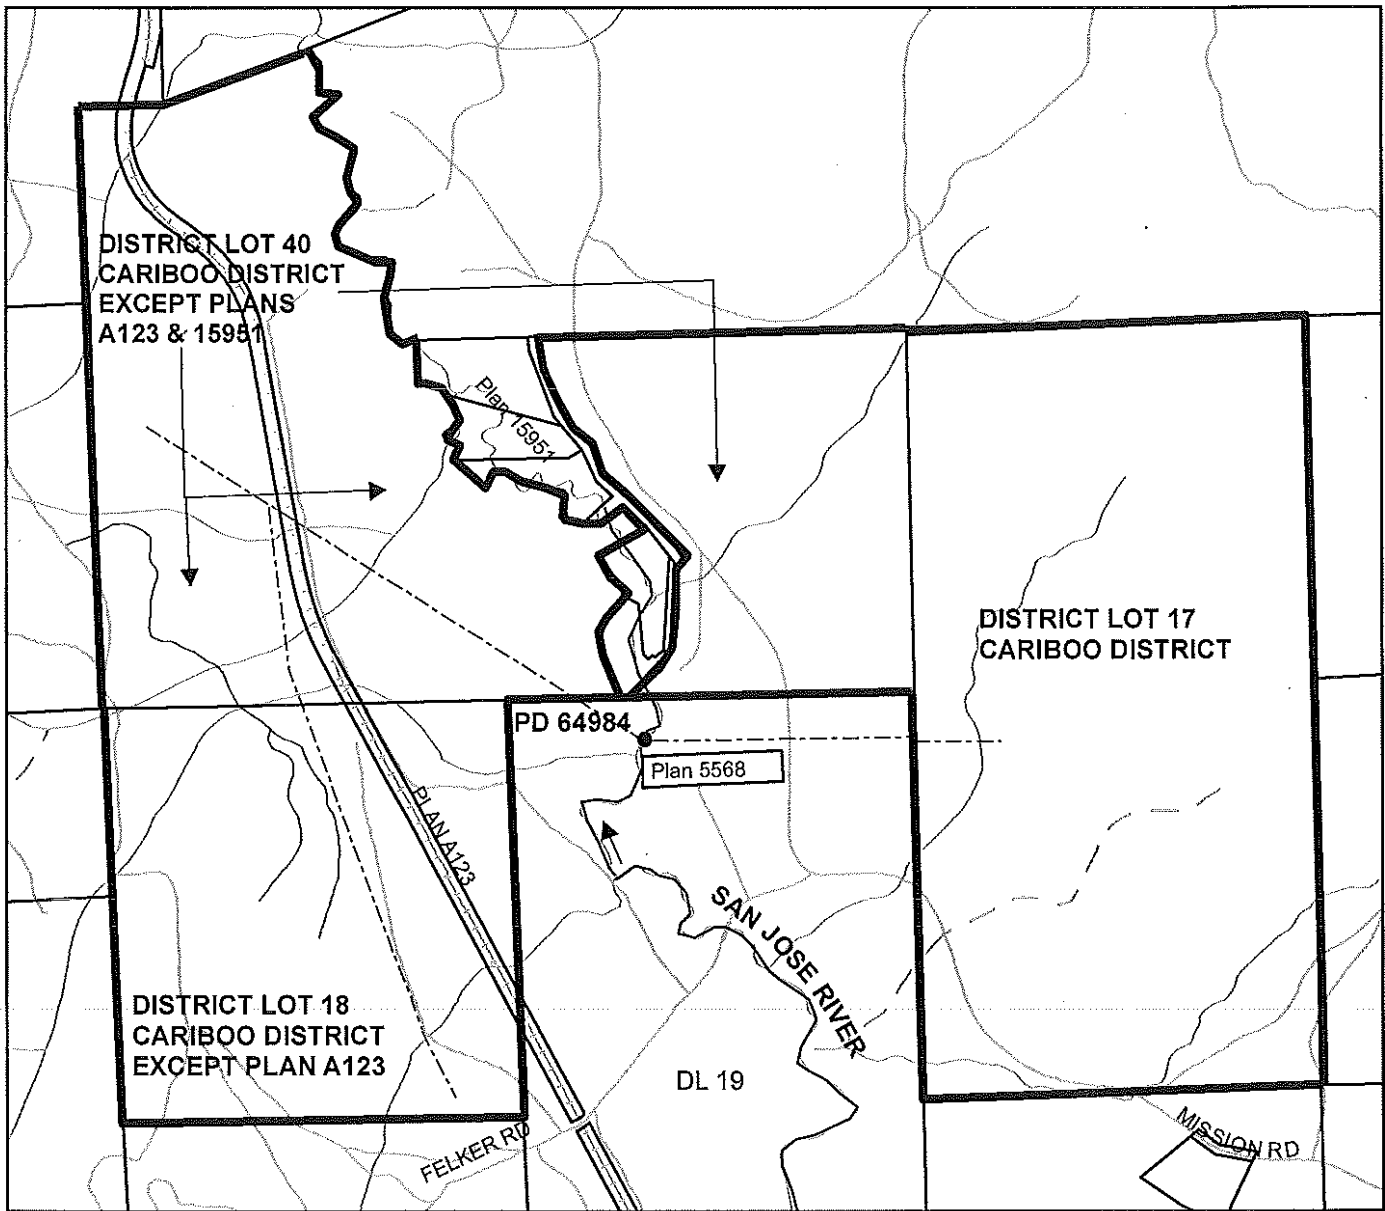 DISTRICT LOT 40
CARIBOO DISTRICT
EXCEPT PLANS
A123 & 15951
Plan 15951
DISTRICT LOT 17
CARIBOO DISTRICT
PD 64984
Plan 5568
PLAN A123
SAN JOSE RIVER
DISTRICT LOT 18
CARIBOO DISTRICT
EXCEPT PLAN A123
DL 19
FELKER RD
MISSION RD